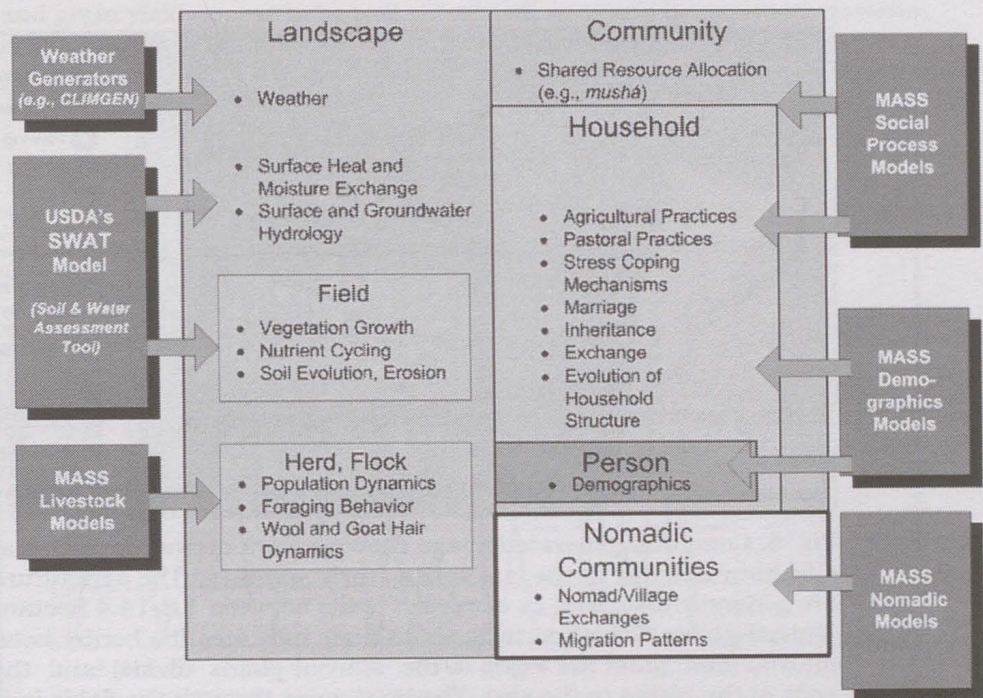 Weather
Generators
(e.g., CLIMGEN)
USDA's
SWAT
Model
(Soil & Water
Assessment
Tool)
MASS
Livestock
Models
Landscape
• Weather
• Surface Heat and
Moisture Exchange
• Surface and Groundwater
Hydrology
Field
• Vegetation Growth
• Nutrient Cycling
• Soil Evolution, Erosion
Herd, Flock
• Population Dynamics
• Foraging Behavior
• Wool and Goat Hair
Dynamics
Community
• Shared Resource Allocation
(e.g., mushá)
Household
• Agricultural Practices
• Pastoral Practices
• Stress Coping
Mechanisms
• Marriage
• Inheritance
• Exchange
• Evolution of
Household
Structure
Person
• Demographics
Nomadic
Communities
• Nomad/Village
Exchanges
• Migration Patterns
MASS
Social
Process
Models
MASS
Demo-
graphics
Models
MASS
Nomadic
Models